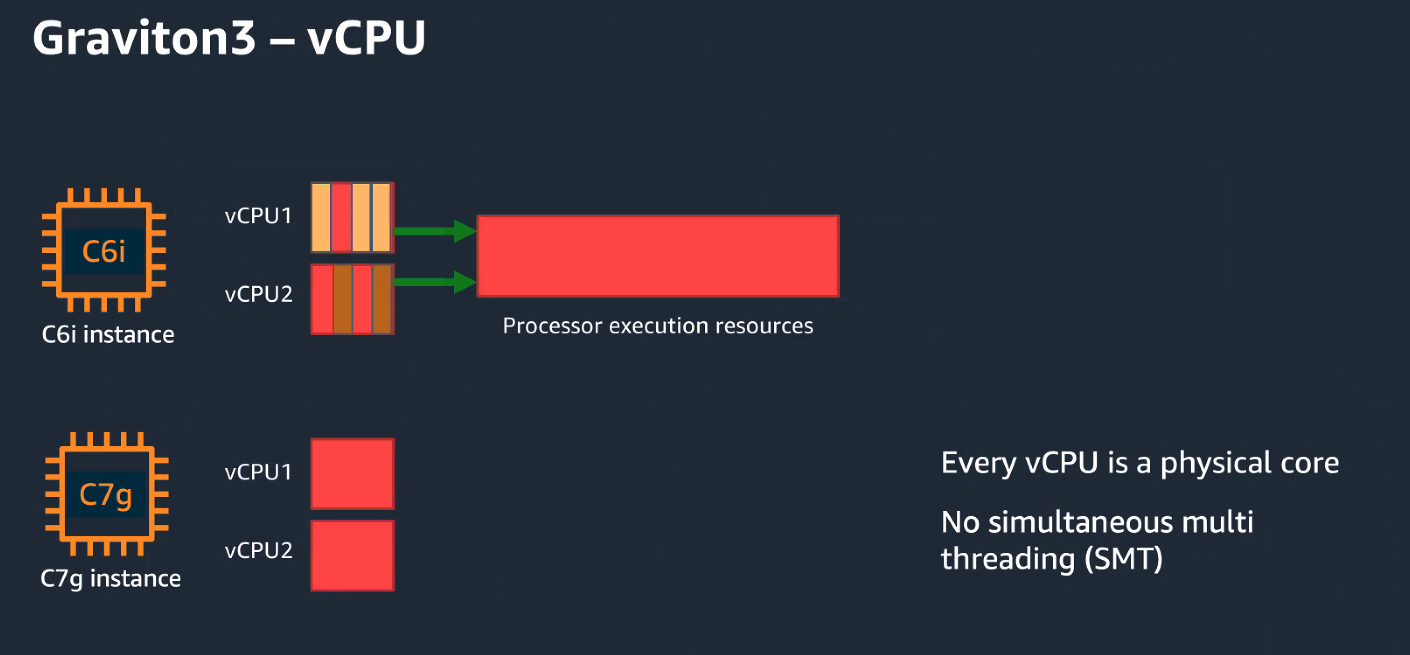 Graviton3 – vCPU
C6i
C6i instance
vCPU1
vCPU2
Processor execution resources
C7g
C7g instance
vCPU1
vCPU2
Every vCPU is a physical core
No simultaneous multi
threading (SMT)